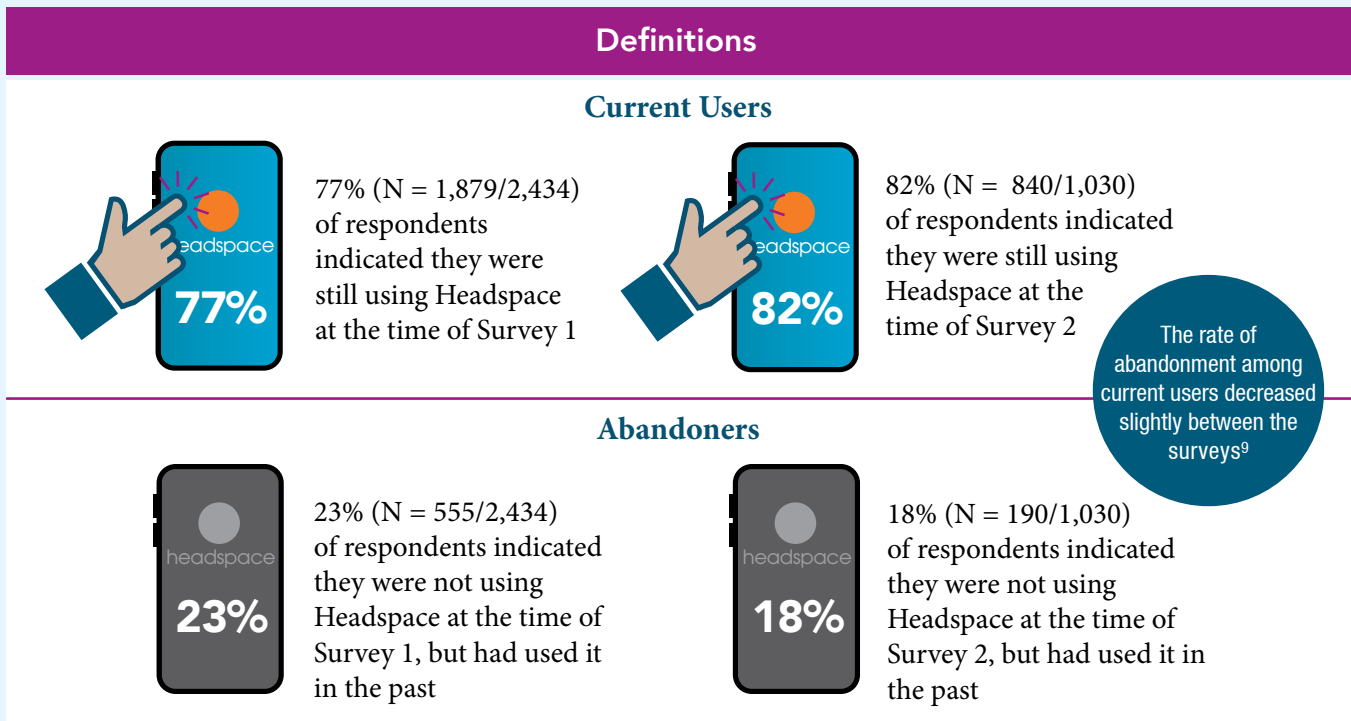 Definitions
Current Users
eadspace
77%
77% (N = 1,879/2,434)
of respondents
indicated they were
still using Headspace
at the time of Survey 1
eadspace
82%
82% (N =  840/1,030)
of respondents indicated
they were still using
Headspace at the
time of Survey 2
The rate of
abandonment among
current users decreased
slightly between the
surveys⁹
Abandoners
headspace
23%
23% (N = 555/2,434)
of respondents indicated
they were not using
Headspace at the time of
Survey 1, but had used it
in the past
headspace
18%
18% (N = 190/1,030)
of respondents indicated
they were not using
Headspace at the time of
Survey 2, but had used it in
the past